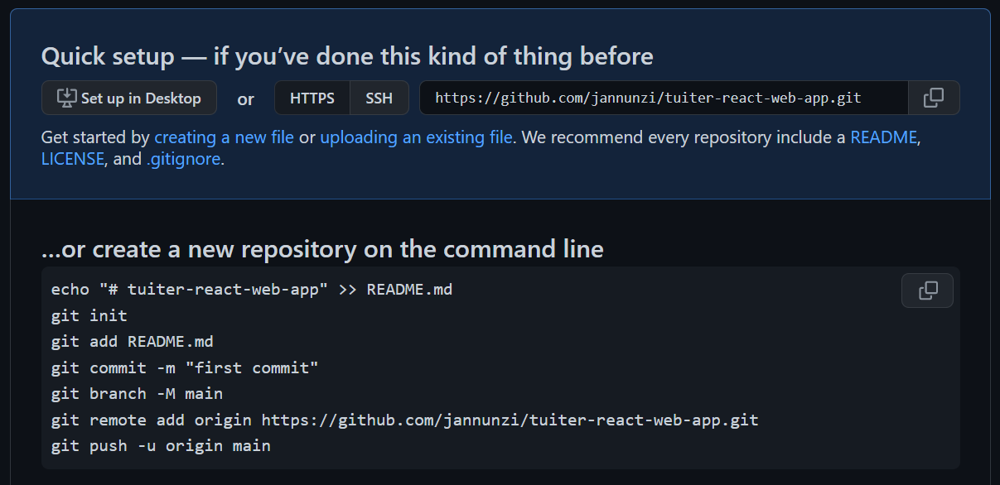 Quick setup — if you’ve done this kind of thing before
Set up in Desktop or HTTPS SSH https://github.com/jannunzi/tuiter-react-web-app.git
Get started by creating a new file or uploading an existing file. We recommend every repository include a README,
LICENSE, and .gitignore.
…or create a new repository on the command line
echo "# tuiter-react-web-app" >> README.md
git init
git add README.md
git commit -m "first commit"
git branch -M main
git remote add origin https://github.com/jannunzi/tuiter-react-web-app.git
git push -u origin main